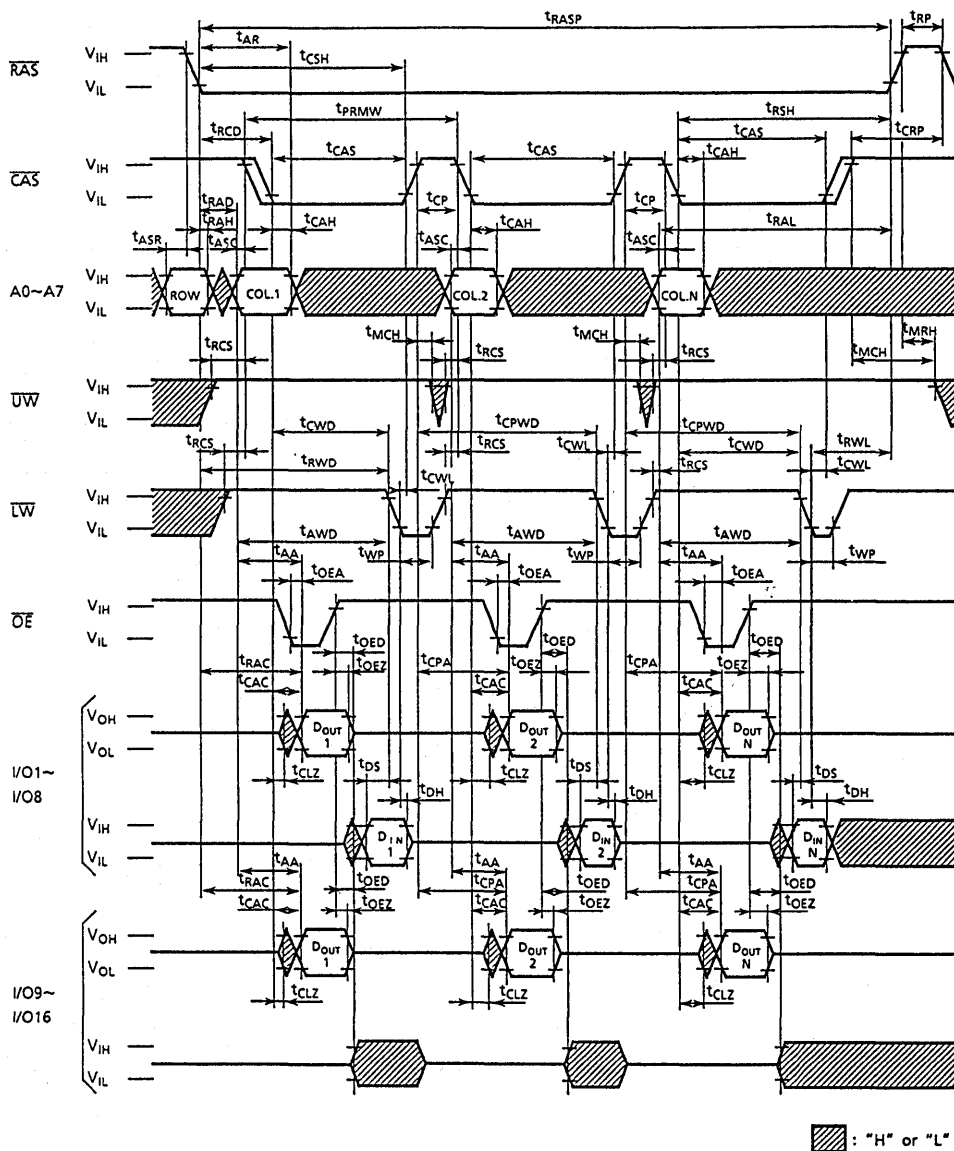 tRASP
tRP
tAR
tCSH
RAS
VIH
VIL
tPRMW
tRSH
tRCD
tCAS
tCRP
tCAS
tCAS
tCAH
CAS
VIH
VIL
tRAD
tCP
tCP
tRAH
tCAH
tCAH
tRAL
tASR
tASC
tASC
tASC
A0~A7
VIH
VIL
ROW
COL.1
COL.2
COL.N
tMCH
tMCH
tMRH
tRCS
tRCS
tRCS
tMCH
UW
VIH
VIL
tCWD
tCPWD
tCPWD
tRCS
tRWD
tRCS
tCWL
tCWD
tRWL
tRCS
tCWL
tCWL
LW
VIH
VIL
tAWD
tAWD
tAWD
tAA
tWP
tAA
tWP
tAA
tWP
tOEA
tOEA
tOEA
OE
VIH
VIL
tOED
tOED
tOED
tRAC
tOEZ
tCPA
tOEZ
tCPA
tOEZ
tCAC
tCAC
tCAC
I/O1~
I/O8
VOH
VOL
DOUT 1
DOUT 2
DOUT N
tCLZ
tDS
tCLZ
tDS
tCLZ
tDS
tDH
tDH
tDH
VIH
VIL
DIN 1
DIN 2
DIN N
tAA
tAA
tAA
tRAC
tOED
tCPA
tOED
tCPA
tOED
tCAC
tOEZ
tCAC
tOEZ
tCAC
tOEZ
I/O9~
I/O16
VOH
VOL
DOUT 1
DOUT 2
DOUT N
tCLZ
tCLZ
tCLZ
VIH
VIL
: "H" or "L"